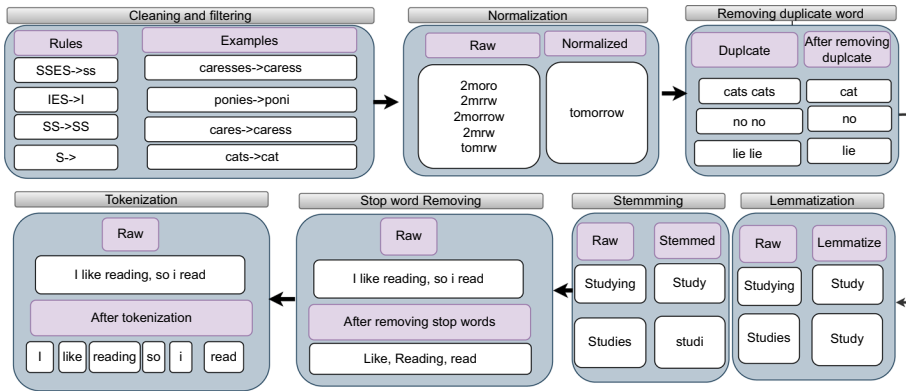 Cleaning and filtering
Rules
Examples
SSES->ss
caresses->caress
IES->I
ponies->poni
SS->SS
cares->caress
S->
cats->cat
Normalization
Raw
Normalized
2moro
2mrrw
2morrow
2mrw
tomrw
tomorrow
Removing duplicate word
Duplcate
After removing
duplcate
cats cats
cat
no no
no
lie lie
lie
Tokenization
Raw
I like reading, so i read
After tokenization
I
like
reading
so
i
read
Stop word Removing
Raw
I like reading, so i read
After removing stop words
Like, Reading, read
Stemmming
Raw
Stemmed
Studying
Study
Studies
studi
Lemmatization
Raw
Lemmatize
Studying
Study
Studies
Study